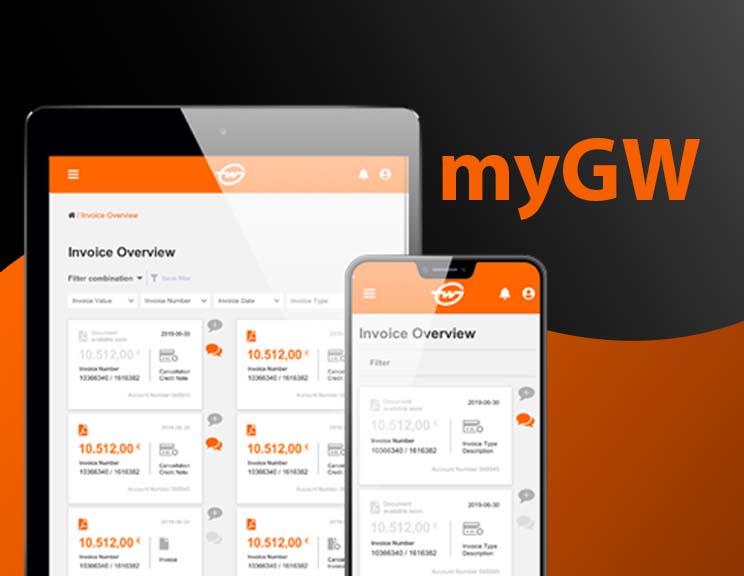 myGW
Invoice Overview
Invoice Overview
Filter combination
Save filter
Invoice Value
Invoice Number
Invoice Date
Invoice Type
Document
available soon
2019-06-30
10.512,00 €
Invoice Number
10366340 / 1616382
Cancellation
Credit Note
Account Number 569945
10.512,00 €
Invoice Number
10366340 / 1616382
10.512,00 €
Invoice Number
10366340 / 1616382
2019-06-30
Cancellation
Credit Note
10.512,00 €
Invoice Number
10366340 / 1616382
2019-06-30
10.512,00 €
Invoice Number
10366340 / 1616382
Invoice
10.512,00
Invoice Number
10366340 / 1616382
Invoice Overview
Filter
Document
available soon
2019-06-30
10.512,00 €
Invoice Number
10366340 / 1616382
Invoice Type
Description
Account Number 569945
Document
available soon
2019-06-30
10.512,00 €
Invoice Number
10366340 / 1616382
Invoice Type
Description
Account Number 569945